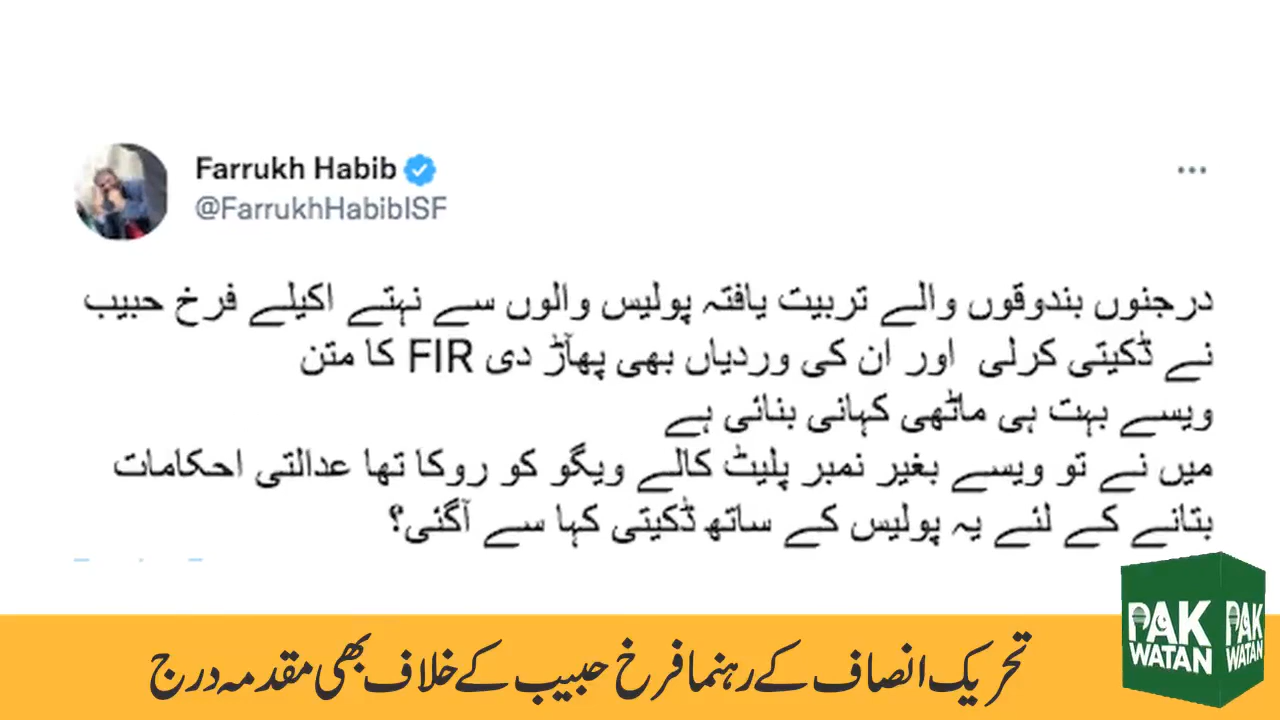 Farrukh Habib
@FarrukhHabibISF
درجنوں بندوقوں والے تربیت یافتہ پولیس والوں سے نہتے اکیلے فرخ حبیب
نے ڈکیتی کرلی اور ان کی وردیاں بھی پھآڑ دی FIR کا متن
ویسے بہت ہی ماٹھی کہانی بنائی ہے
میں نے تو ویسے بغیر نمبر پلیٹ کالے ویگو کو روکا تھا عدالتی احکامات
بتانے کے لئے یہ پولیس کے ساتھ ڈکیتی کہا سے آگئی؟
PAK WATAN
PAK WATAN
تحریک انصاف کے رہنما فرخ حبیب کے خلاف بھی مقدمہ درج